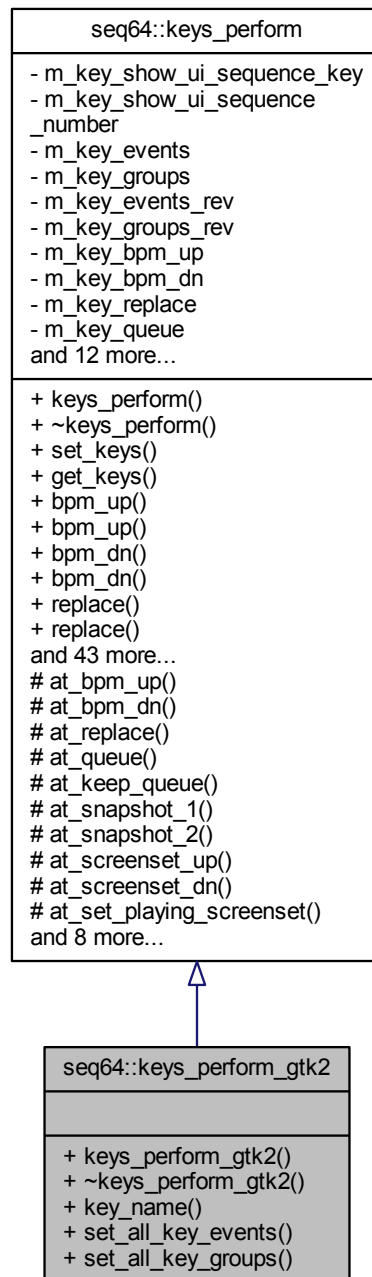 seq64::keys_perform
- m_key_show_ui_sequence_key
- m_key_show_ui_sequence
_number
- m_key_events
- m_key_groups
- m_key_events_rev
- m_key_groups_rev
- m_key_bpm_up
- m_key_bpm_dn
- m_key_replace
- m_key_queue
and 12 more...
+ keys_perform()
+ ~keys_perform()
+ set_keys()
+ get_keys()
+ bpm_up()
+ bpm_up()
+ bpm_dn()
+ bpm_dn()
+ replace()
+ replace()
and 43 more...
# at_bpm_up()
# at_bpm_dn()
# at_replace()
# at_queue()
# at_keep_queue()
# at_snapshot_1()
# at_snapshot_2()
# at_screenset_up()
# at_screenset_dn()
# at_set_playing_screenset()
and 8 more...
seq64::keys_perform_gtk2
+ keys_perform_gtk2()
+ ~keys_perform_gtk2()
+ key_name()
+ set_all_key_events()
+ set_all_key_groups()